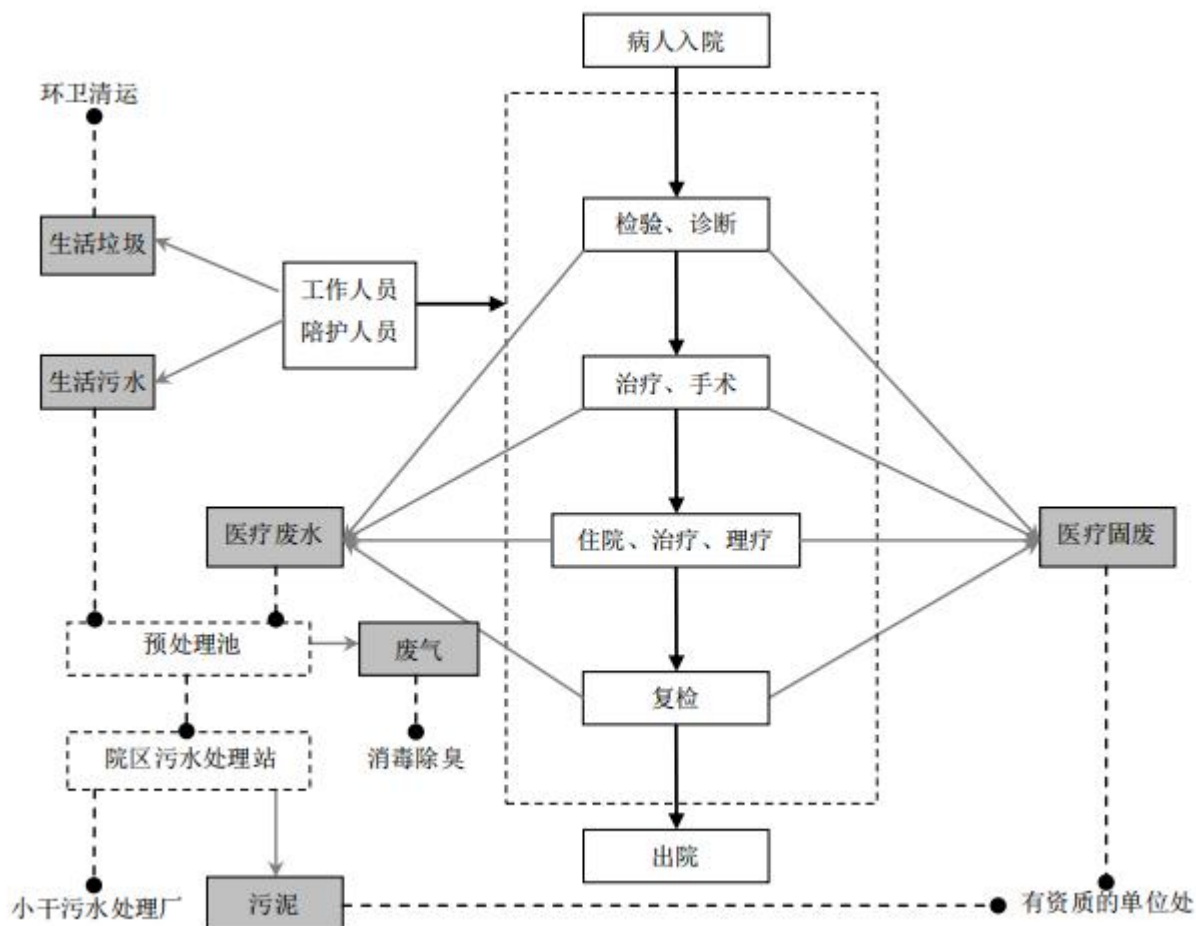 病人入院
环卫清运
检验、诊断
生活垃圾
工作人员
陪护人员
生活污水
治疗、手术
医疗废水
住院、治疗、理疗
医疗固废
预处理池
废气
复检
院区污水处理站
消毒除臭
出院
小干污水处理厂
污泥
有资质的单位处